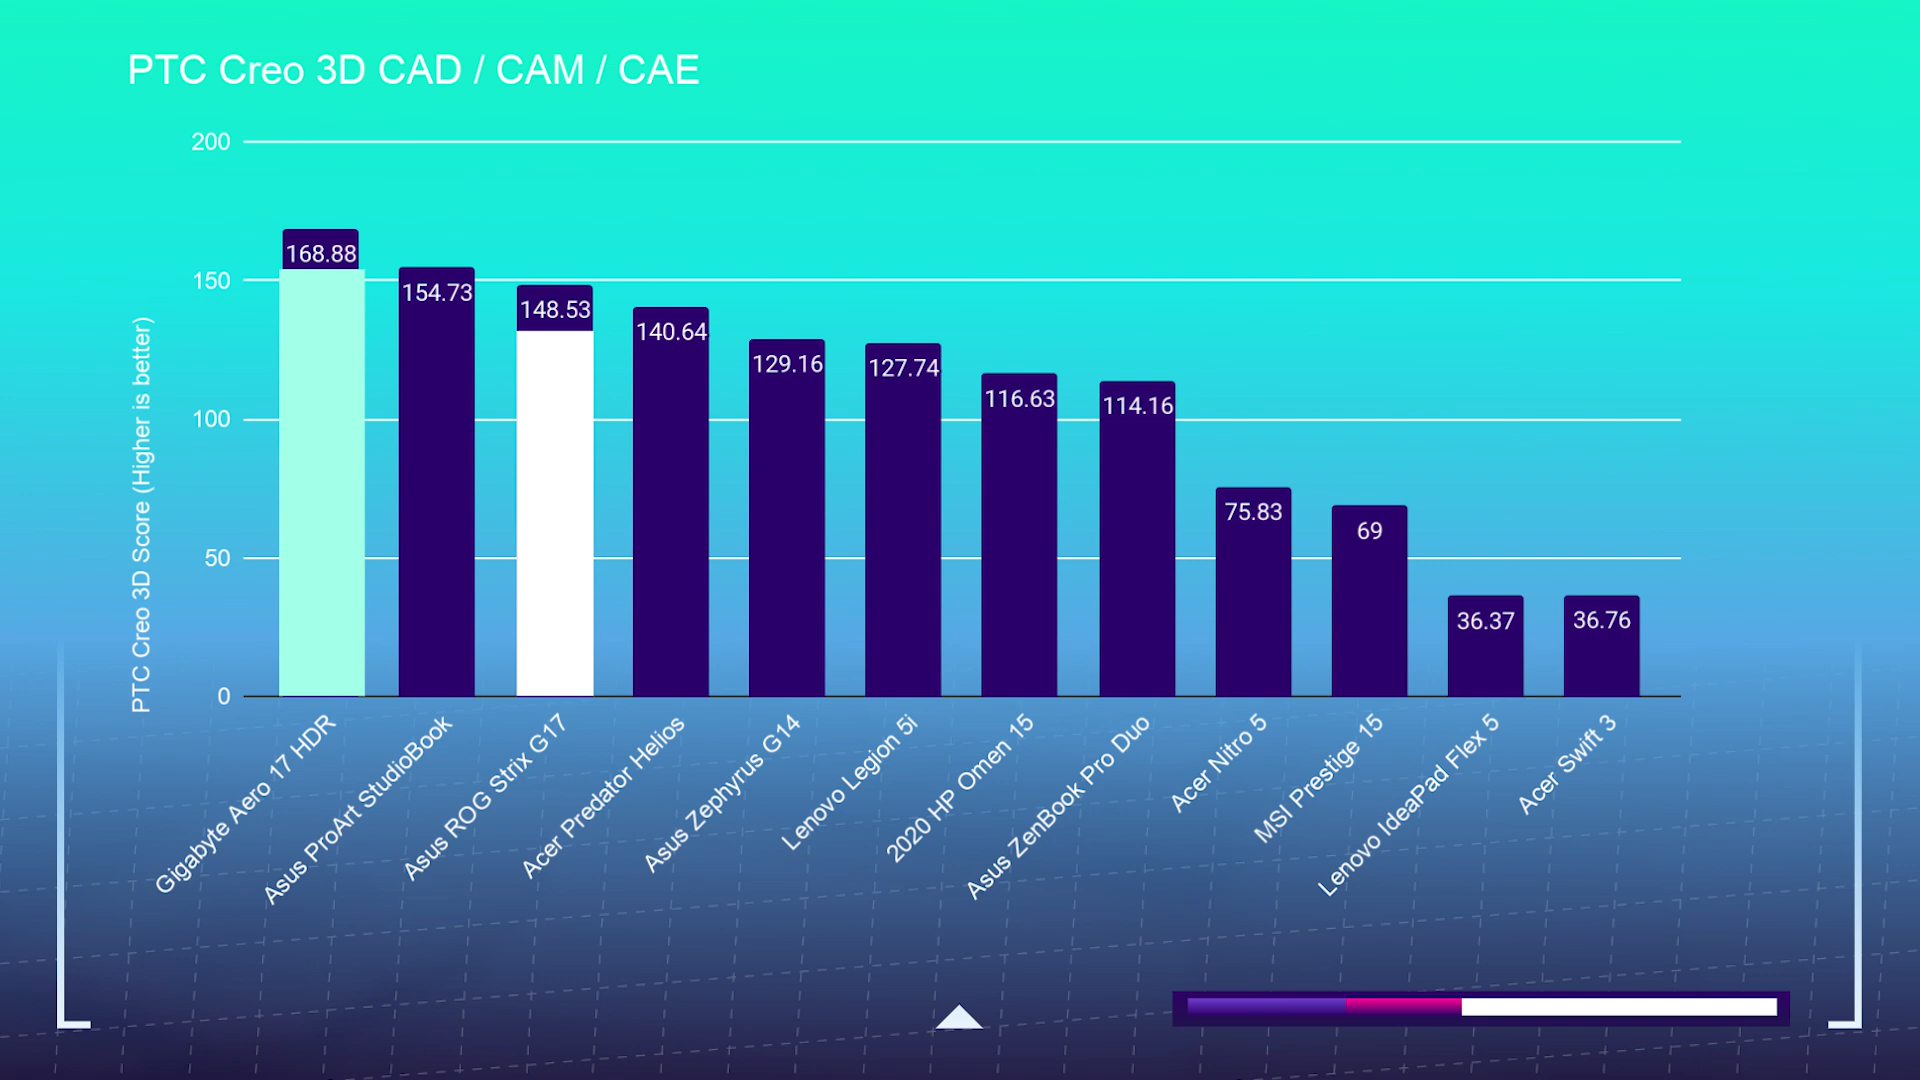 PTC Creo 3D CAD / CAM / CAE
PTC Creo 3D Score (Higher is better)
200
150
100
50
0
168.88
154.73
148.53
140.64
129.16
127.74
116.63
114.16
75.83
69
36.37
36.76
Gigabyte Aero 17 HDR
Asus ProArt StudioBook
Asus ROG Strix G17
Acer Predator Helios
Asus Zephyrus G14
Lenovo Legion 5i
2020 HP Omen 15
Asus ZenBook Pro Duo
Acer Nitro 5
MSI Prestige 15
Lenovo IdeaPad Flex 5
Acer Swift 3